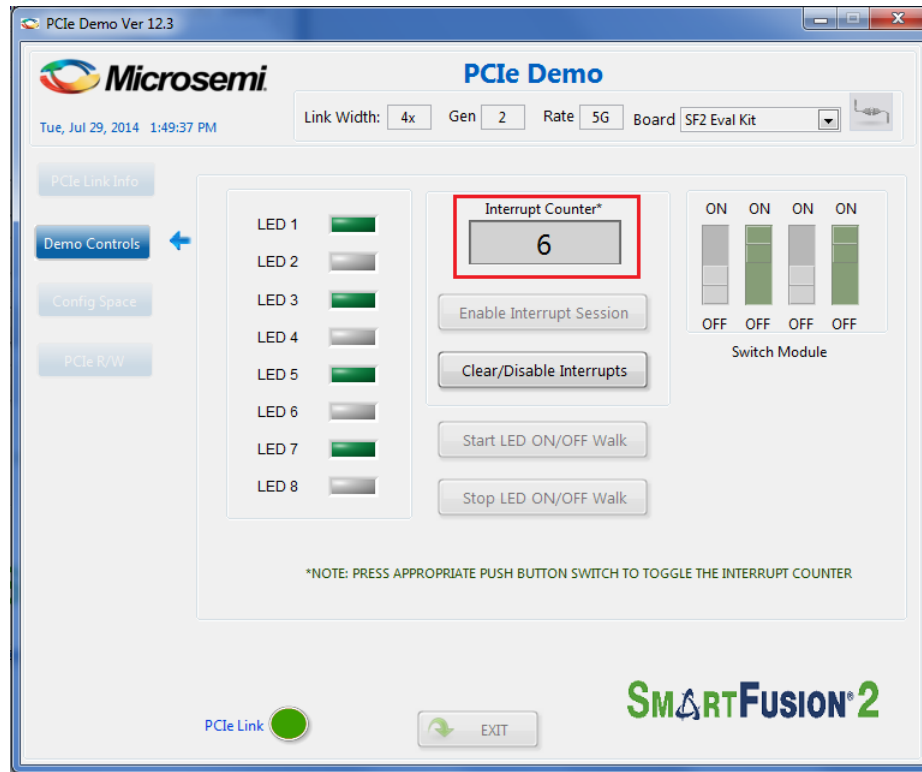 PCIe Demo Ver 12.3
Microsemi.
PCIe Demo
Tue, Jul 29, 2014 1:49:37 PM
Link Width: 4x Gen 2 Rate 5G Board SF2 Eval Kit
PCIe Link Info
Demo Controls
Config Space
PCIe R/W
LED 1
LED 2
LED 3
LED 4
LED 5
LED 6
LED 7
LED 8
Interrupt Counter*
6
Enable Interrupt Session
Clear/Disable Interrupts
Start LED ON/OFF Walk
Stop LED ON/OFF Walk
ON ON ON ON
OFF OFF OFF OFF
Switch Module
*NOTE: PRESS APPROPRIATE PUSH BUTTON SWITCH TO TOGGLE THE INTERRUPT COUNTER
PCIe Link
EXIT
SMARTFUSION®2